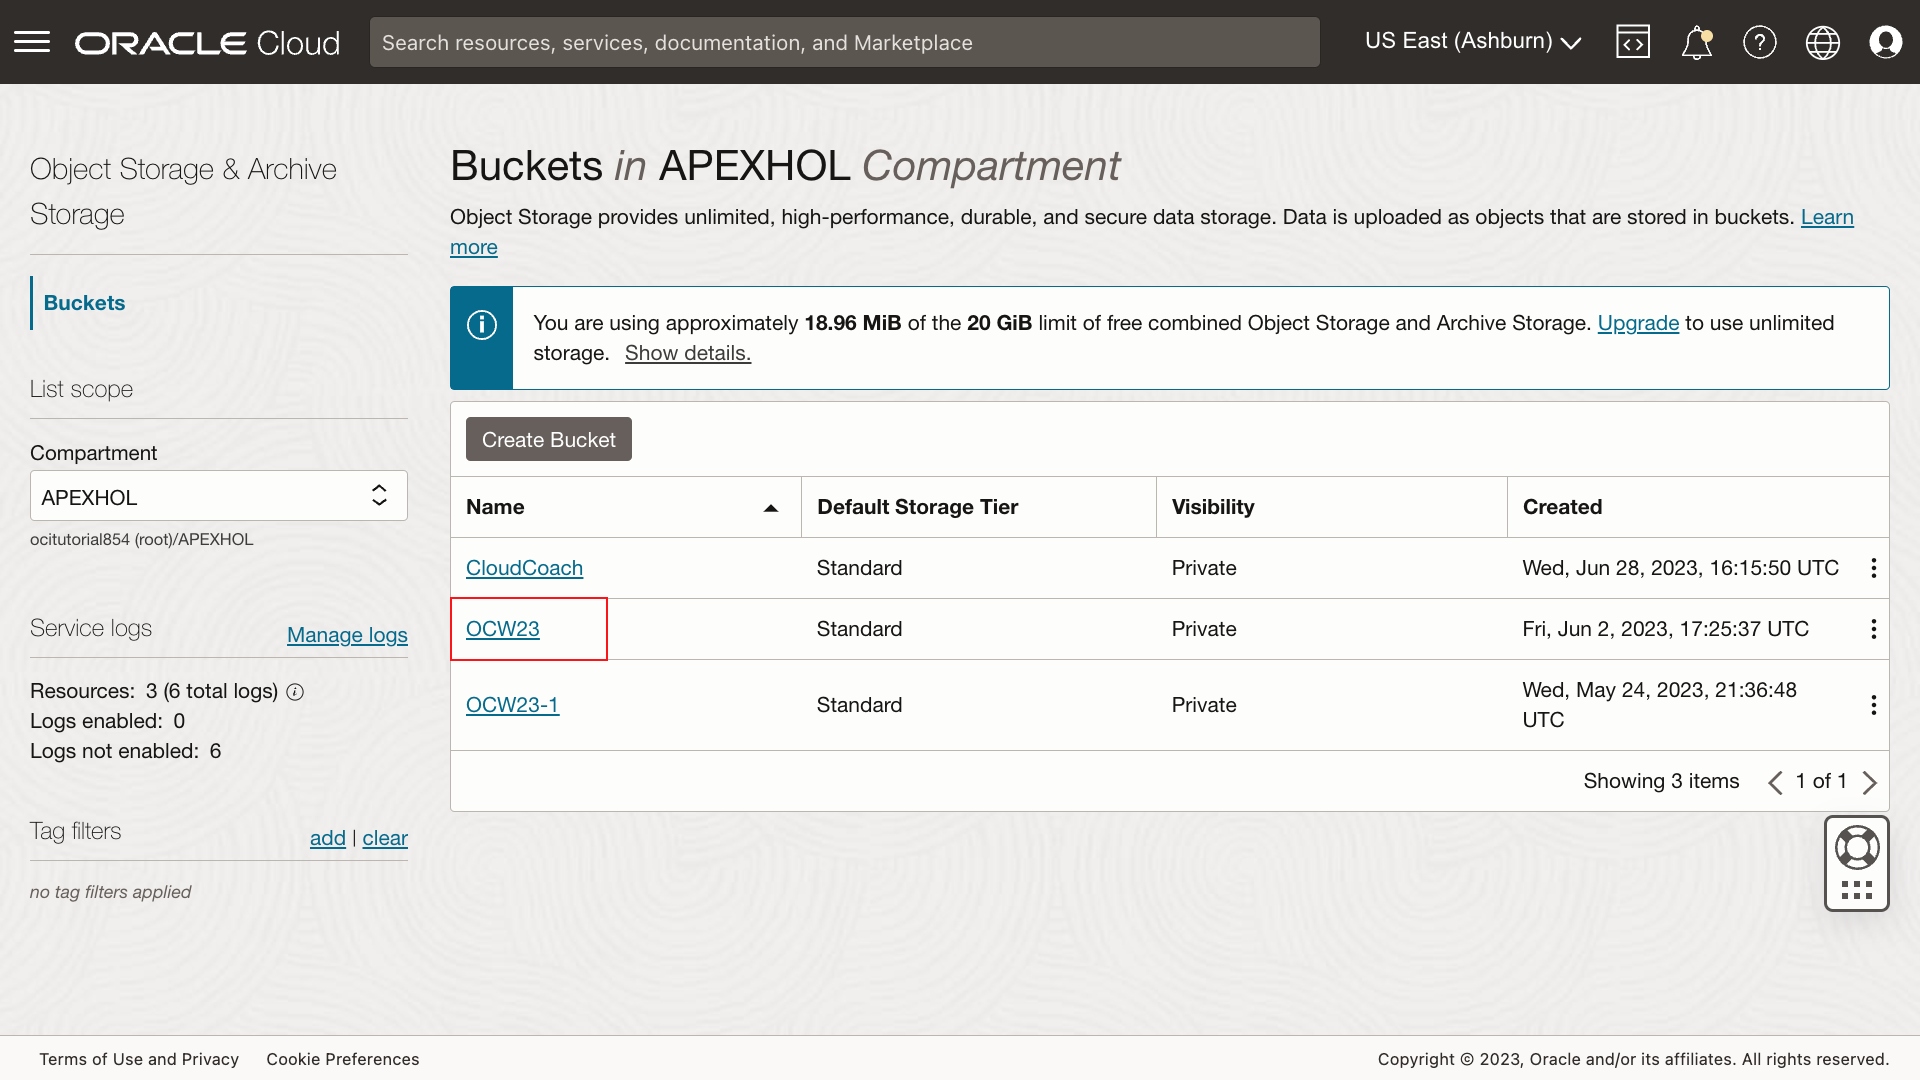 ORACLE Cloud
Search resources, services, documentation, and Marketplace
US East (Ashburn)
Object Storage & Archive
Storage
Buckets
List scope
Compartment
APEXHOL
ocitutorial854 (root)/APEXHOL
Service logs
Manage logs
Resources: 3 (6 total logs)
Logs enabled: 0
Logs not enabled: 6
Tag filters
add | clear
no tag filters applied
Buckets in APEXHOL Compartment
Object Storage provides unlimited, high-performance, durable, and secure data storage. Data is uploaded as objects that are stored in buckets. Learn
more
You are using approximately 18.96 MiB of the 20 GiB limit of free combined Object Storage and Archive Storage. Upgrade to use unlimited
storage. Show details.
Create Bucket
Name Default Storage Tier Visibility Created
CloudCoach Standard Private Wed, Jun 28, 2023, 16:15:50 UTC
OCW23 Standard Private Fri, Jun 2, 2023, 17:25:37 UTC
OCW23-1 Standard Private Wed, May 24, 2023, 21:36:48
UTC
Showing 3 items 1 of 1
Terms of Use and Privacy Cookie Preferences
Copyright © 2023, Oracle and/or its affiliates. All rights reserved.